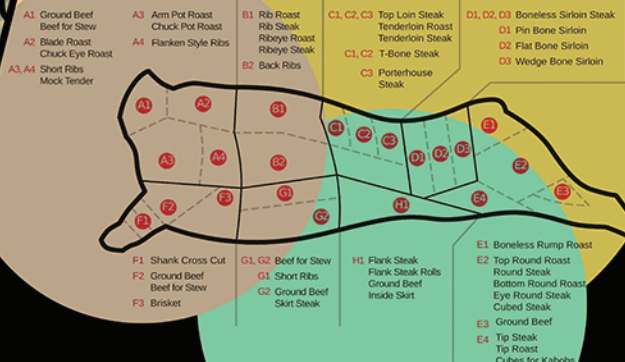 A1 Ground Beef
Beef for Stew
A2 Blade Roast
Chuck Eye Roast
A3, A4 Short Ribs
Mock Tender
A3 Arm Pot Roast
Chuck Pot Roast
A4 Flanken Style Ribs
B1 Rib Roast
Rib Steak
Ribeye Roast
Ribeye Steak
B2 Back Ribs
C1, C2, C3 Top Loin Steak
Tenderloin Roast
Tenderloin Steak
C1, C2 T-Bone Steak
C3 Porterhouse
Steak
D1, D2, D3 Boneless Sirloin Steak
D1 Pin Bone Sirloin
D2 Flat Bone Sirloin
D3 Wedge Bone Sirloin
A1
A2
B1
C1
C2
C3
E1
A3
A4
B2
D1
D2
D3
E2
F1
F2
F3
G1
G2
H1
E4
E3
F1 Shank Cross Cut
F2 Ground Beef
Beef for Stew
F3 Brisket
G1, G2 Beef for Stew
G1 Short Ribs
G2 Ground Beef
Skirt Steak
H1 Flank Steak
Flank Steak Rolls
Ground Beef
Inside Skirt
E1 Boneless Rump Roast
E2 Top Round Roast
Round Steak
Bottom Round Roast
Eye Round Steak
Cubed Steak
E3 Ground Beef
E4 Tip Steak
Tip Roast
Cubes for Kabobs